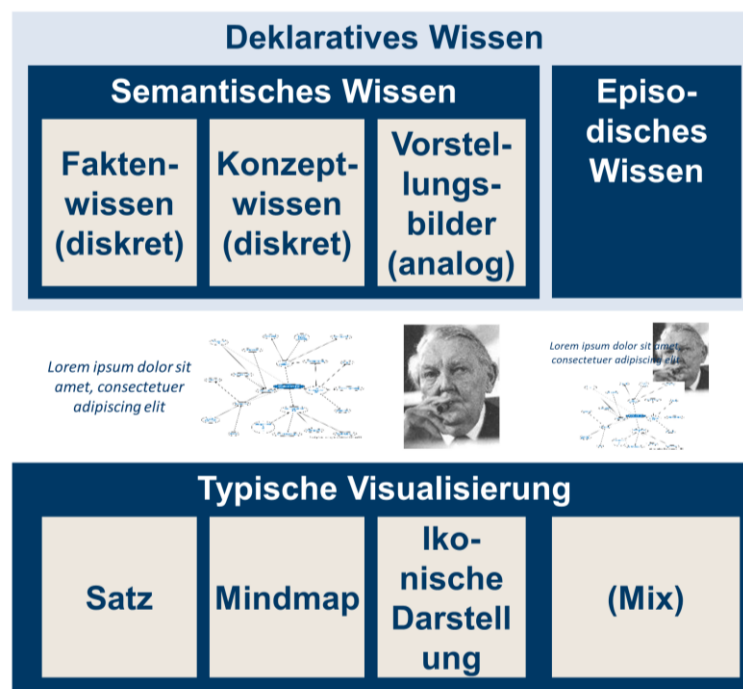 Deklaratives Wissen
Semantisches Wissen
Fakten-
wissen
(diskret)
Konzept-
wissen
(diskret)
Vorstel-
lungs-
bilder
(analog)
Episo-
disches
Wissen
Lorem ipsum dolor sit
amet, consectetuer
adipiscing elit
Lorem ipsum dolor sit amet,
consectetuer adipiscing elit
Typische Visualisierung
Satz
Mindmap
Iko-
nische
Darstell
ung
(Mix)